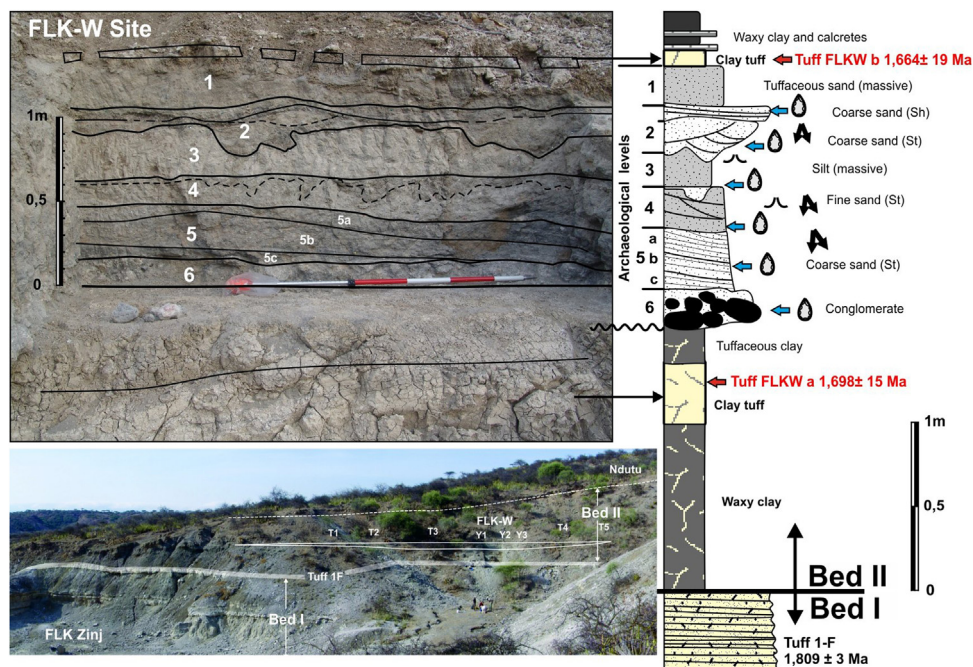 FLK-W Site
1
2
3
4
5
5a
5b
5c
6
1m
0,5
0
Waxy clay and calcretes
Clay tuff
Tuff FLKW b 1,664± 19 Ma
Tuffaceous sand (massive)
Coarse sand (Sh)
Coarse sand (St)
Silt (massive)
Fine sand (St)
Coarse sand (St)
Conglomerate
Archaeological levels
1
2
3
4
a
5 b
c
6
Tuffaceous clay
Tuff FLKW a 1,698± 15 Ma
Clay tuff
Waxy clay
1m
0,5
0
Bed II
Bed I
Tuff 1-F
1,809 ± 3 Ma
Ndutu
Bed II
FLK-W
T1 T2 T3 Y1 Y2 Y3 T4 T5
Tuff 1F
Bed I
FLK Zinj